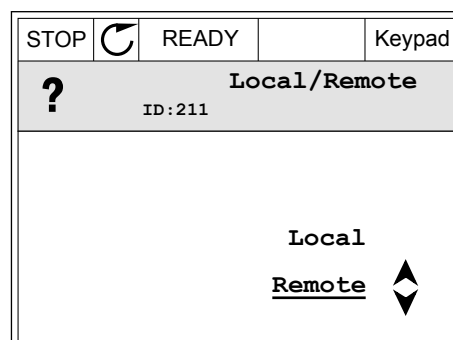 STOP READY Keypad
? Local/Remote
ID:211
Local
Remote